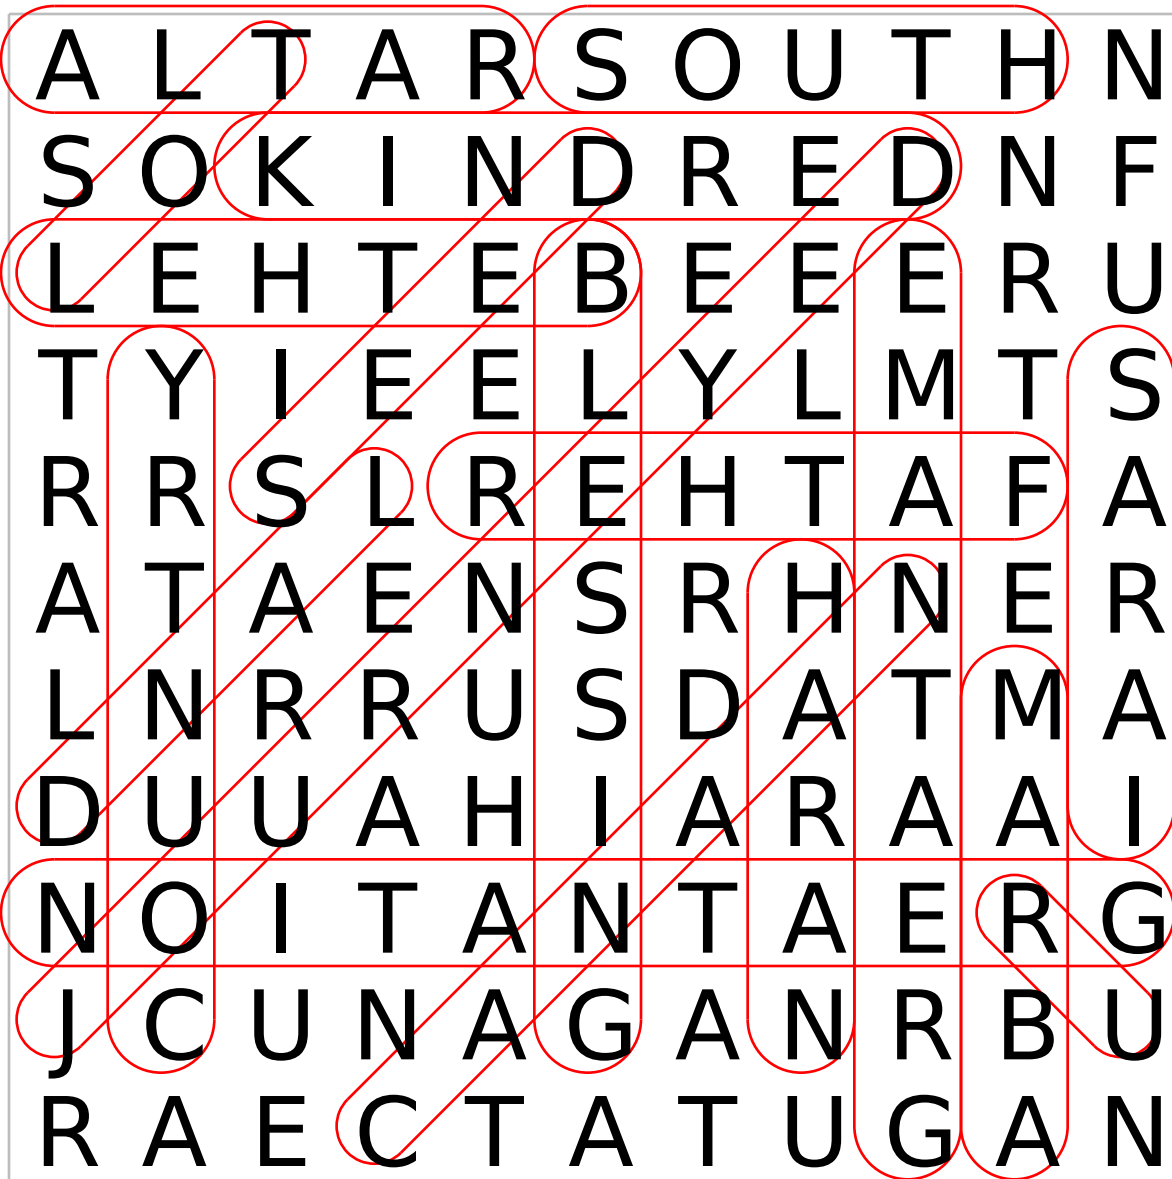 A L T A R S O U T H N
S O K I N D R E D N F
L E H T E B E E E R U
T Y I E E L Y L M T S
R R S L R E H T A F A
A T A E N S R H N E R
L N R R U S D A T M A
D U U A H I A R A A I
N O I T A N T A E R G
J C U N A G A N R B U
R A E C T A T U G A N